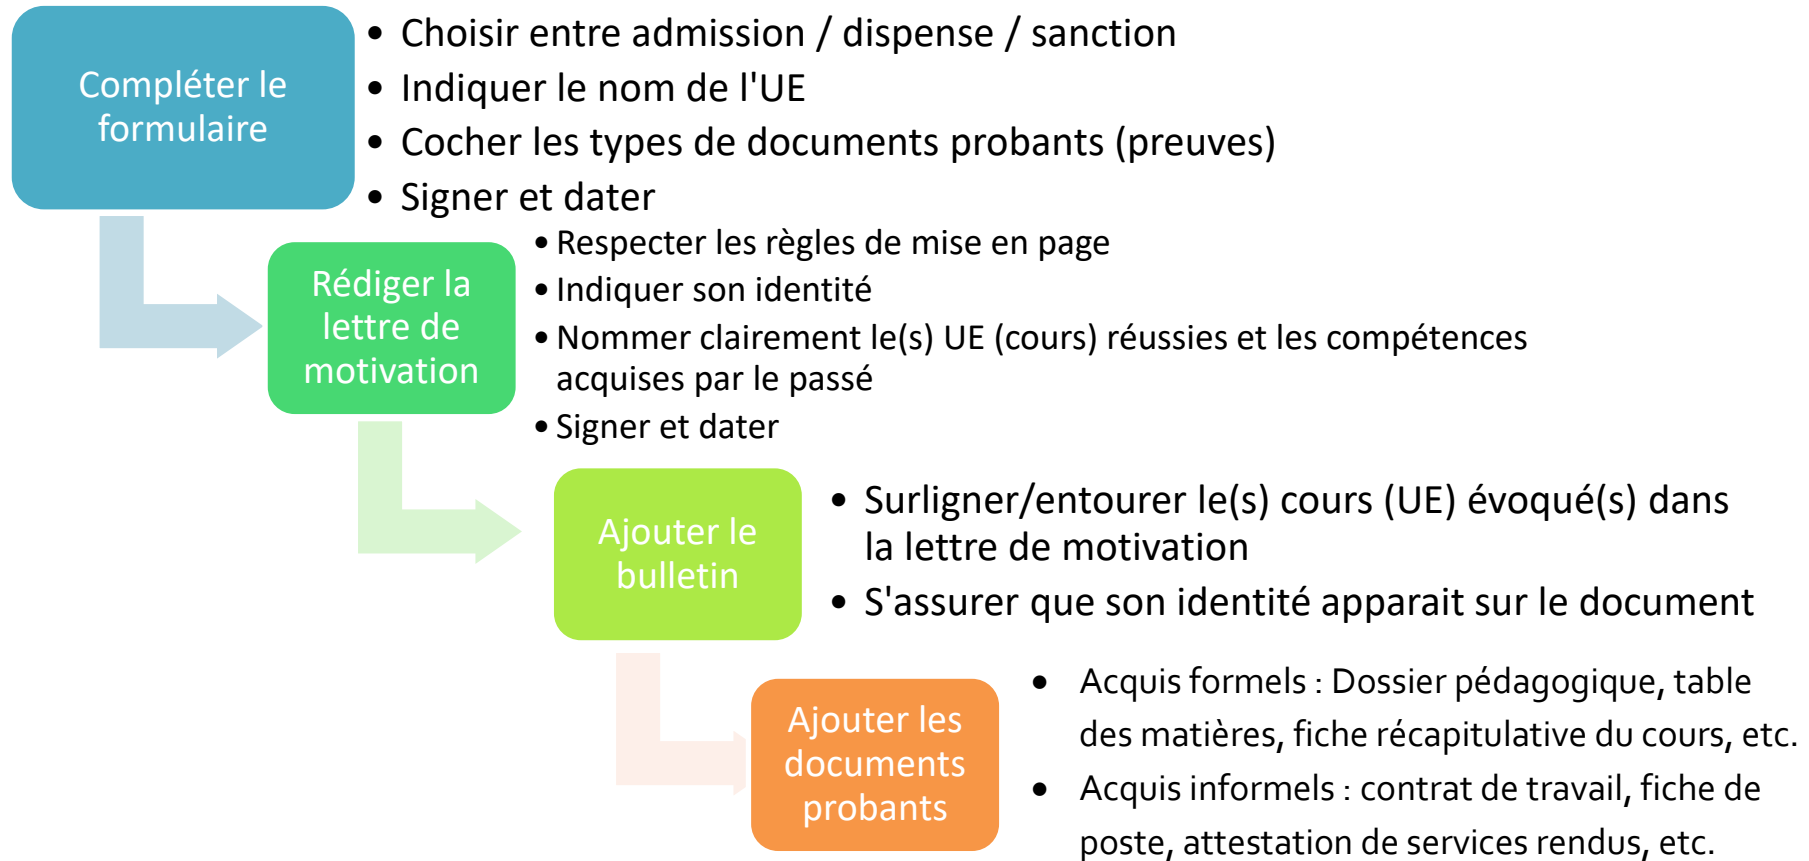 Compléter le
formulaire
• Choisir entre admission / dispense / sanction
• Indiquer le nom de l'UE
• Cocher les types de documents probants (preuves)
• Signer et dater
Rédiger la
lettre de
motivation
• Respecter les règles de mise en page
• Indiquer son identité
• Nommer clairement le(s) UE (cours) réussies et les compétences
acquises par le passé
• Signer et dater
Ajouter le
bulletin
• Surligner/entourer le(s) cours (UE) évoqué(s) dans
la lettre de motivation
• S'assurer que son identité apparait sur le document
Ajouter les
documents
probants
• Acquis formels : Dossier pédagogique, table
des matières, fiche récapitulative du cours, etc.
• Acquis informels : contrat de travail, fiche de
poste, attestation de services rendus, etc.